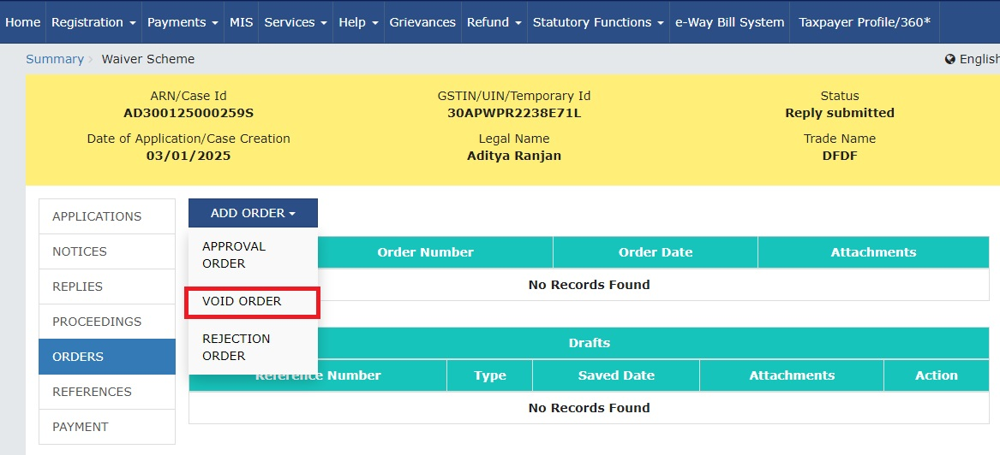 Home Registration Payments MIS Services Help Grievances Refund Statutory Functions e-Way Bill System Taxpayer Profile/360*
Summary Waiver Scheme English
ARN/Case Id GSTIN/UIN/Temporary Id Status
AD300125000259S 30APWPR2238E71L Reply submitted
Date of Application/Case Creation Legal Name Trade Name
03/01/2025 Aditya Ranjan DFDF
APPLICATIONS
NOTICES
REPLIES
PROCEEDINGS
ORDERS
REFERENCES
PAYMENT
ADD ORDER
APPROVAL
ORDER
VOID ORDER
REJECTION
ORDER
Order Number Order Date Attachments
No Records Found
Drafts
Reference Number Type Saved Date Attachments Action
No Records Found